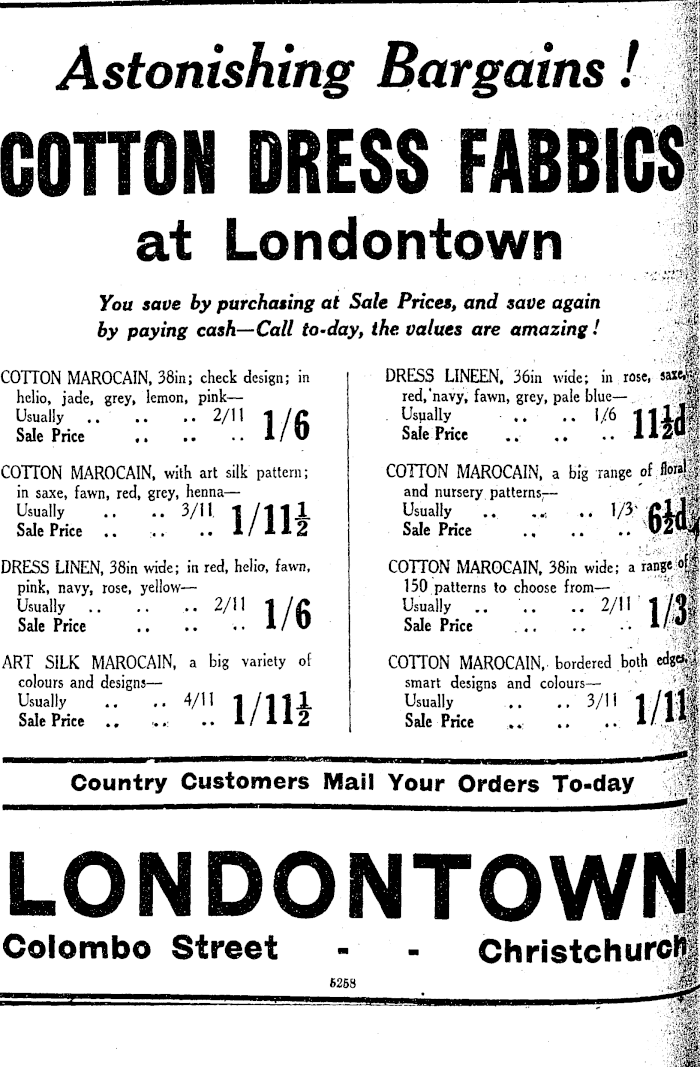 Astonishing Bargains!
COTTON DRESS FABBICS
at Londontown
You save by purchasing at Sale Prices, and save again
by paying cash—Call to-day, the values are amazing!
COTTON MAROCAIN, 38in; check design; in
helio, jade, grey, lemon, pink—
Usually .. .. .. 2/11
Sale Price .. .. .. 1/6
COTTON MAROCAIN, with art silk pattern;
in saxe, fawn, red, grey, henna—
Usually .. .. 3/11
Sale Price .. .. .. 1/11½
DRESS LINEN, 38in wide; in red, helio, fawn,
pink, navy, rose, yellow—
Usually .. .. .. 2/11
Sale Price .. .. .. 1/6
ART SILK MAROCAIN, a big variety of
colours and designs—
Usually .. .. 4/11
Sale Price .. .. .. 1/11½
DRESS LINEEN, 36in wide; in rose, saxe,
red, navy, fawn, grey, pale blue—
Usually .. .. .. 1/6
Sale Price .. .. .. 11½d
COTTON MAROCAIN, a big range of floral
and nursery patterns—
Usually .. .. .. 1/3
Sale Price .. .. .. 6½d
COTTON MAROCAIN, 38in wide; a range of
150 patterns to choose from—
Usually .. .. .. 2/11
Sale Price .. .. .. 1/3
COTTON MAROCAIN, bordered both edges,
smart designs and colours—
Usually .. .. 3/11
Sale Price .. .. .. 1/11
Country Customers Mail Your Orders To-day
LONDONTOWN
Colombo Street - - Christchurch
5258